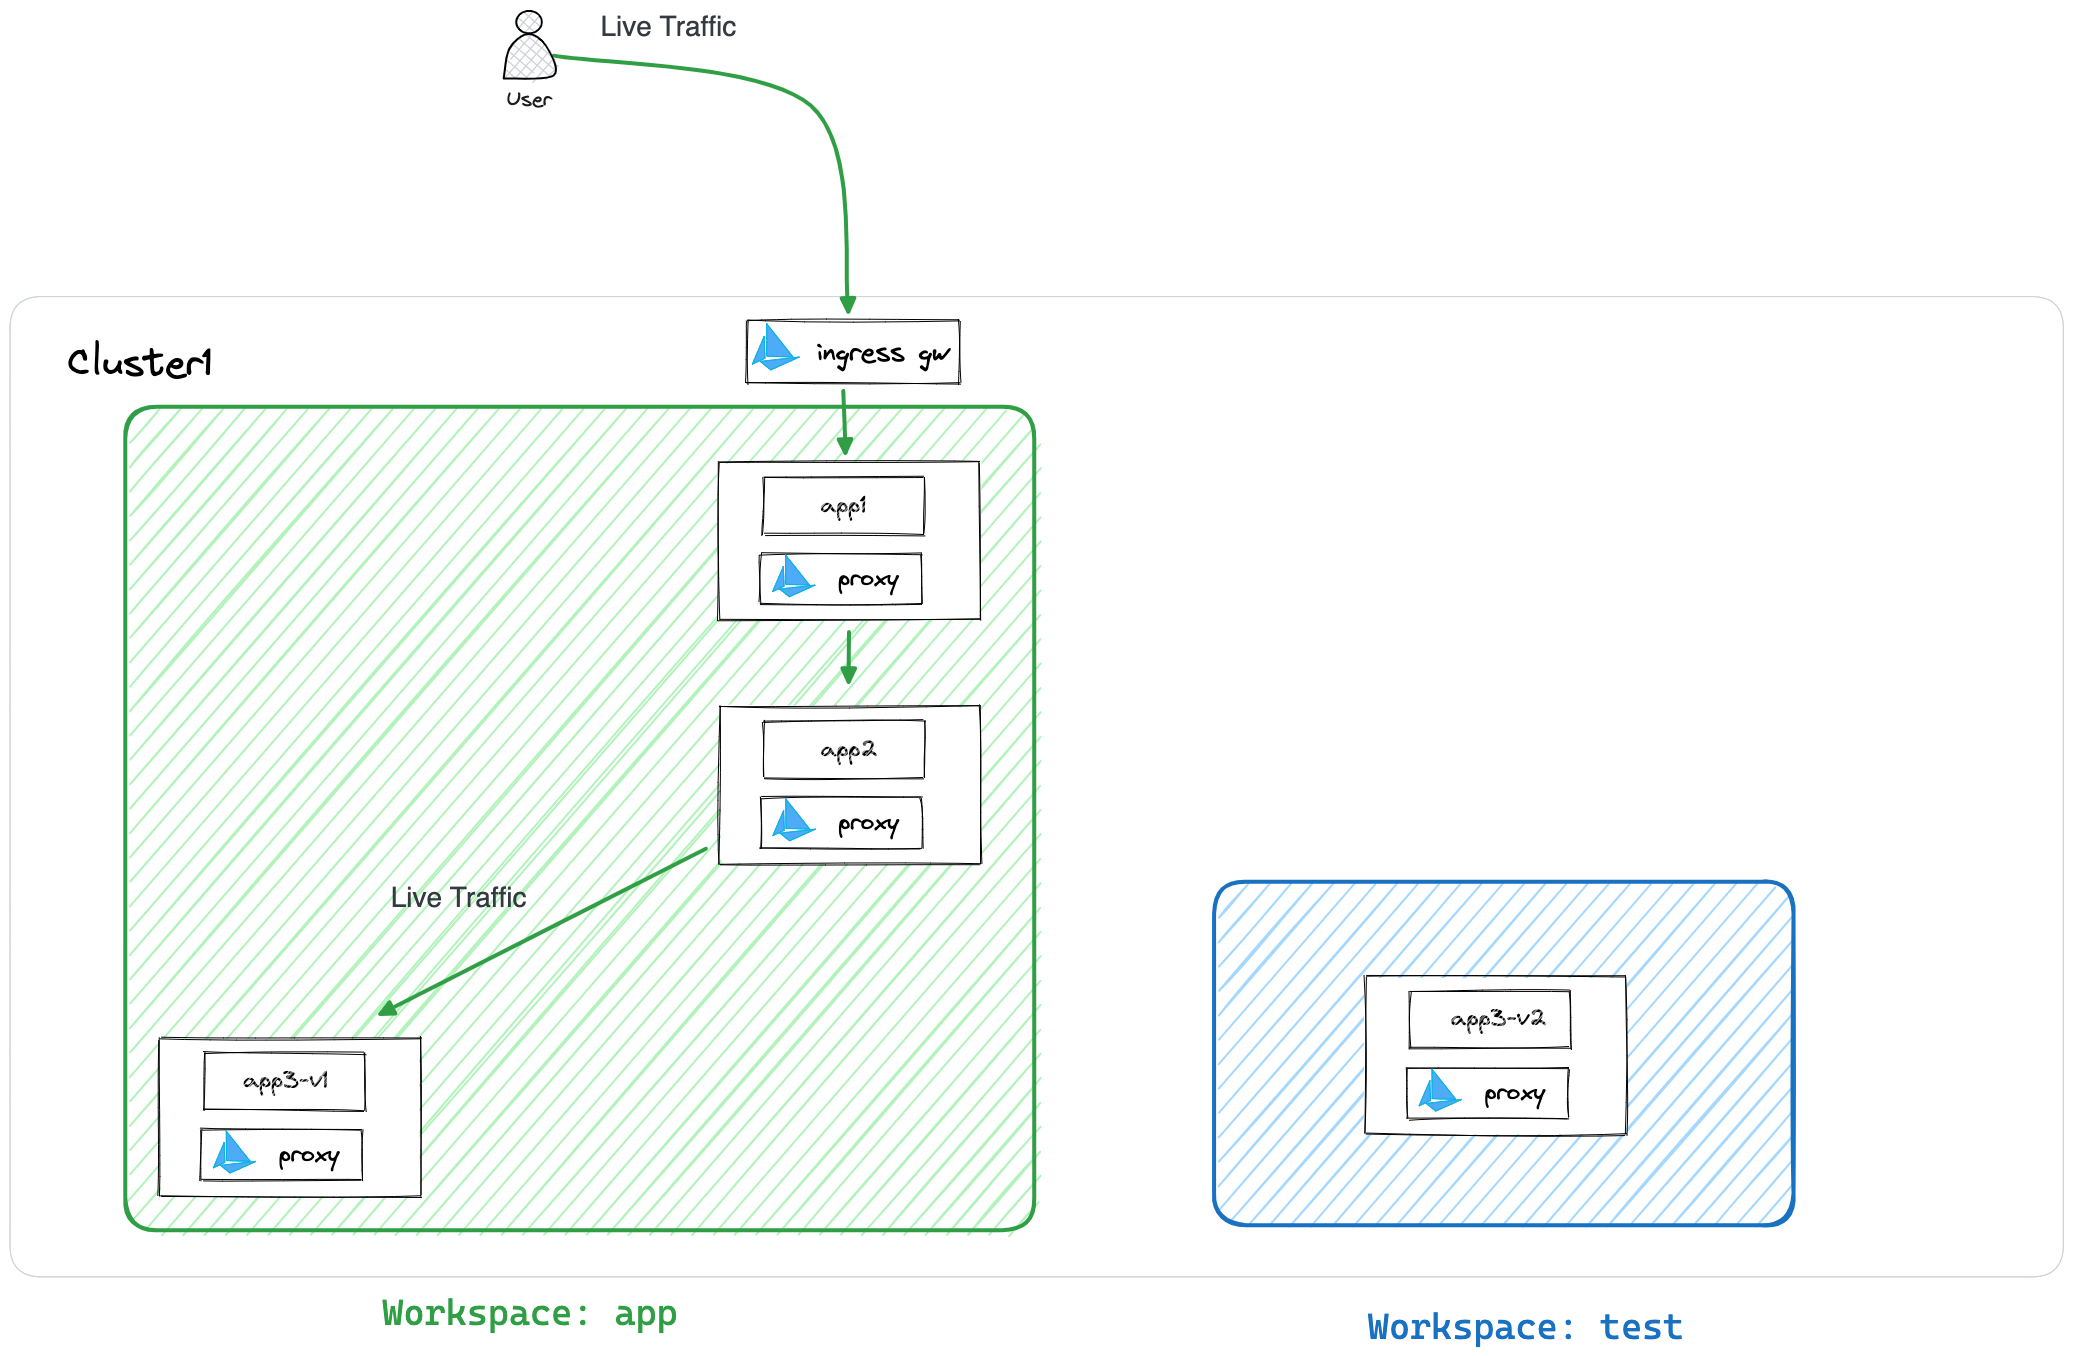 Live Traffic
User
Cluster1
ingress gw
app1
proxy
app2
proxy
Live Traffic
app3-v1
proxy
app3-v2
proxy
Workspace: app
Workspace: test